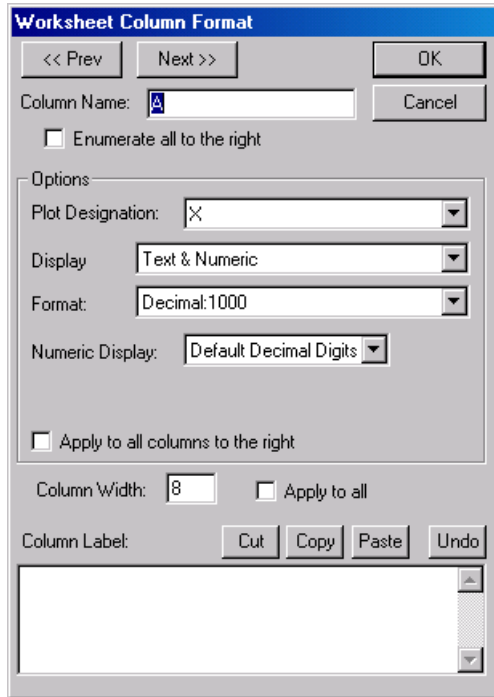 Worksheet Column Format
<< Prev Next >> OK
Column Name: A Cancel
Enumerate all to the right
Options
Plot Designation: X
Display Text & Numeric
Format: Decimal:1000
Numeric Display: Default Decimal Digits
Apply to all columns to the right
Column Width: 8 Apply to all
Column Label: Cut Copy Paste Undo